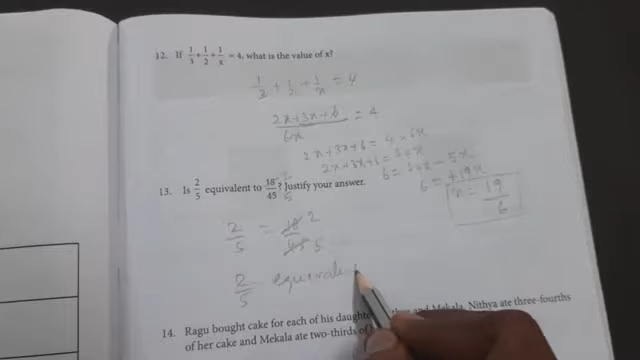 12. If 1/3 + 1/2 + 1/x = 4, what is the value of x?
1/3 + 1/2 + 1/x = 4
2x+3x+6 / 6x = 4
2x+3x+6 = 4 × 6x
2x+3x+6 =
6 = - 5x
6 = 19x
x = 19/6
13. Is 2/5 equivalent to 18/45? Justify your answer.
2/5 = 18/45 2/5
2/5 equivale
14. Ragu bought cake for each of his and Mekala. Nithya ate three-fourths
of her cake and Mekala ate two-thirds of